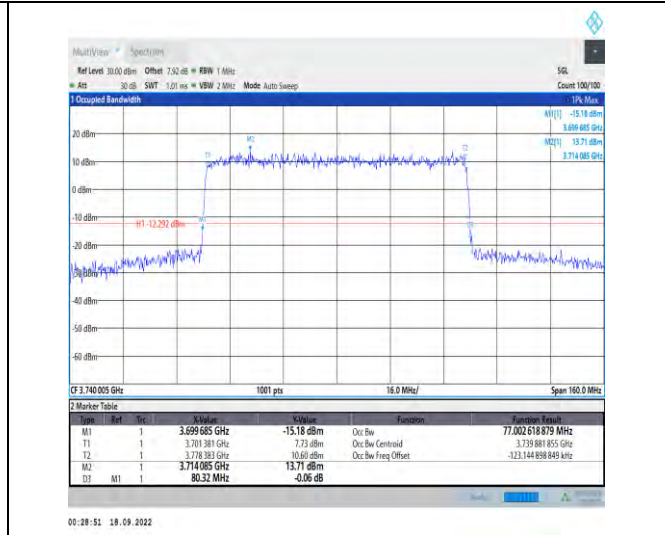 MultiView Spectrum
Ref Level 30.00 dBm Offset 7.92 dB RBW 1 MHz SGL
Att 30 dB SWT 1.01 ms VBW 2 MHz Mode Auto Sweep Count 100/100
1 Occupied Bandwidth 1Pk Max
M1[1] -15.18 dBm
3.699 685 GHz
20 dBm
M2[1] 13.71 dBm
3.714 085 GHz
M2
T1
T2
10 dBm
0 dBm
-10 dBm
M1
H1 -12.292 dBm
D3
-20 dBm
-30 dBm
-40 dBm
-50 dBm
-60 dBm
CF 3.740 005 GHz 1001 pts 16.0 MHz/ Span 160.0 MHz
2 Marker Table
Type Ref Trc X-Value Y-Value Function Function Result
M1 1 3.699 685 GHz -15.18 dBm Occ Bw 77.002 618 879 MHz
T1 1 3.701 381 GHz 7.73 dBm Occ Bw Centroid 3.739 881 855 GHz
T2 1 3.778 383 GHz 10.60 dBm Occ Bw Freq Offset -123.144 898 849 kHz
M2 1 3.714 085 GHz 13.71 dBm
D3 M1 1 80.32 MHz -0.06 dB
Ready
00:28:51 18.09.2022